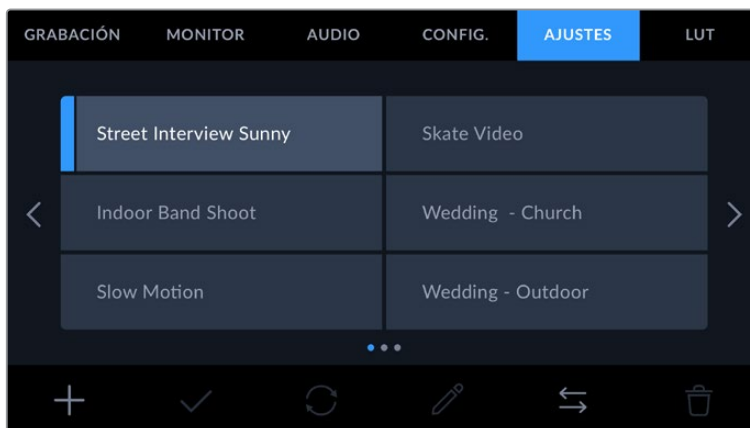 GRABACIÓN MONITOR AUDIO CONFIG. AJUSTES LUT
Street Interview Sunny Skate Video
Indoor Band Shoot Wedding - Church
Slow Motion Wedding - Outdoor